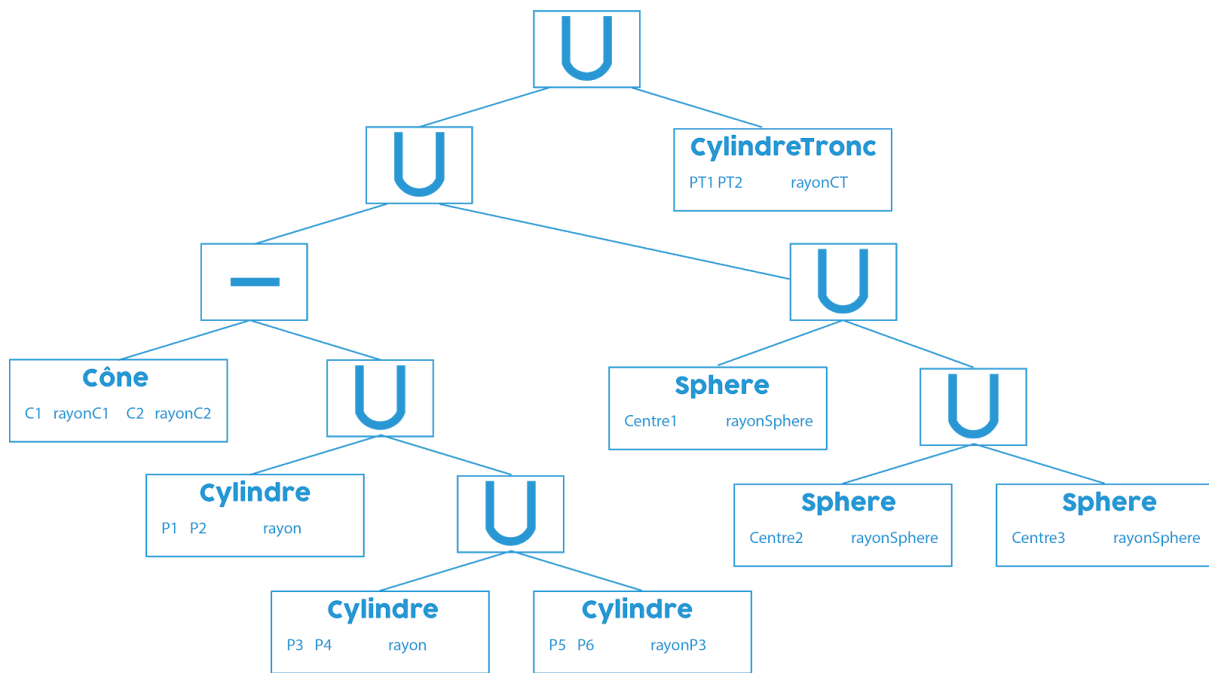 U
U
CylindreTronc
PT1 PT2 rayonCT
—
U
Cône
C1 rayonC1 C2 rayonC2
U
Sphere
Centre1 rayonSphere
U
Cylindre
P1 P2 rayon
U
Sphere
Centre2 rayonSphere
Sphere
Centre3 rayonSphere
Cylindre
P3 P4 rayon
Cylindre
P5 P6 rayonP3